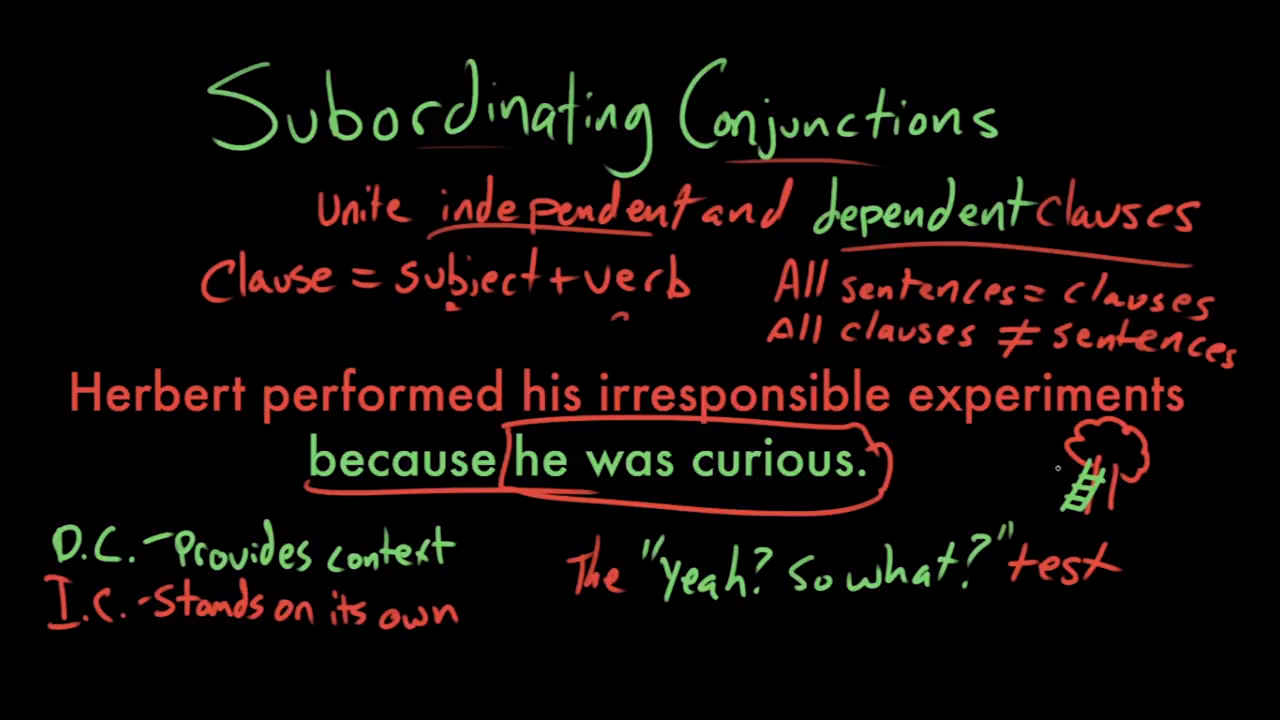 Subordinating Conjunctions
Unite independent and dependent clauses
Clause = subject + verb
All sentences = clauses
All clauses ≠ sentences
Herbert performed his irresponsible experiments
because he was curious.
D.C. - Provides context
I.C. - Stands on its own
The "yeah? So what?" test